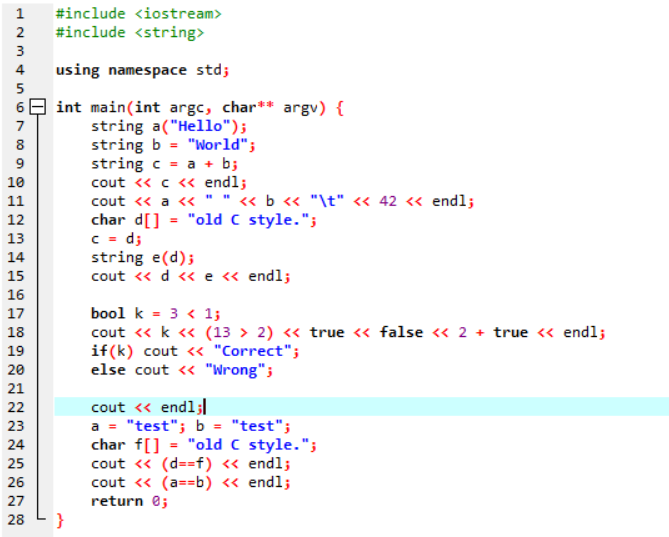 1 #include <iostream>
2 #include <string>
3
4 using namespace std;
5
6 int main(int argc, char** argv) {
7 string a("Hello");
8 string b = "World";
9 string c = a + b;
10 cout << c << endl;
11 cout << a << " " << b << "\t" << 42 << endl;
12 char d[] = "old C style.";
13 c = d;
14 string e(d);
15 cout << d << e << endl;
16
17 bool k = 3 < 1;
18 cout << k << (13 > 2) << true << false << 2 + true << endl;
19 if(k) cout << "Correct";
20 else cout << "Wrong";
21
22 cout << endl;
23 a = "test"; b = "test";
24 char f[] = "old C style.";
25 cout << (d==f) << endl;
26 cout << (a==b) << endl;
27 return 0;
28 }